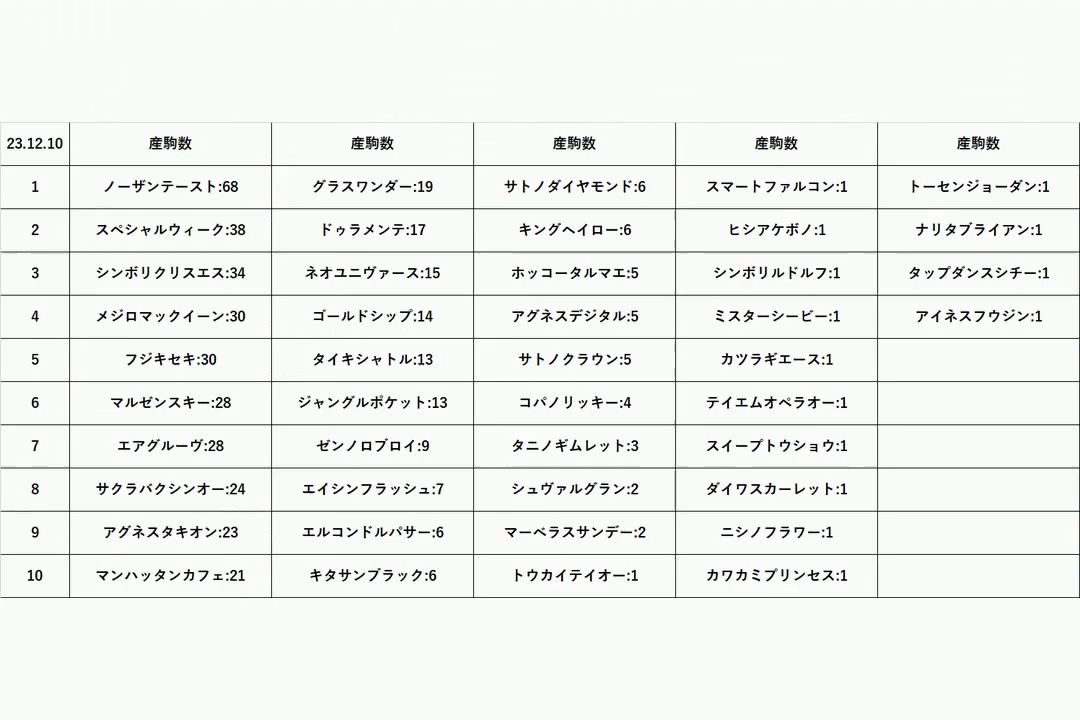 23.12.10 産駒数 産駒数 産駒数 産駒数 産駒数
1 ノーザンテースト:68 グラスワンダー:19 サトノダイヤモンド:6 スマートファルコン:1 トーセンジョーダン:1
2 スペシャルウィーク:38 ドゥラメンテ:17 キングヘイロー:6 ヒシアケボノ:1 ナリタブライアン:1
3 シンボリクリスエス:34 ネオユニヴァース:15 ホッコータルマエ:5 シンボリルドルフ:1 タップダンスシチー:1
4 メジロマックイーン:30 ゴールドシップ:14 アグネスデジタル:5 ミスターシービー:1 アイネスフウジン:1
5 フジキセキ:30 タイキシャトル:13 サトノクラウン:5 カツラギエース:1
6 マルゼンスキー:28 ジャングルポケット:13 コパノリッキー:4 テイエムオペラオー:1
7 エアグルーヴ:28 ゼンノロブロイ:9 タニノギムレット:3 スイープトウショウ:1
8 サクラバクシンオー:24 エイシンフラッシュ:7 シュヴァルグラン:2 ダイワスカーレット:1
9 アグネスタキオン:23 エルコンドルパサー:6 マーベラスサンデー:2 ニシノフラワー:1
10 マンハッタンカフェ:21 キタサンブラック:6 トウカイテイオー:1 カワカミプリンセス:1